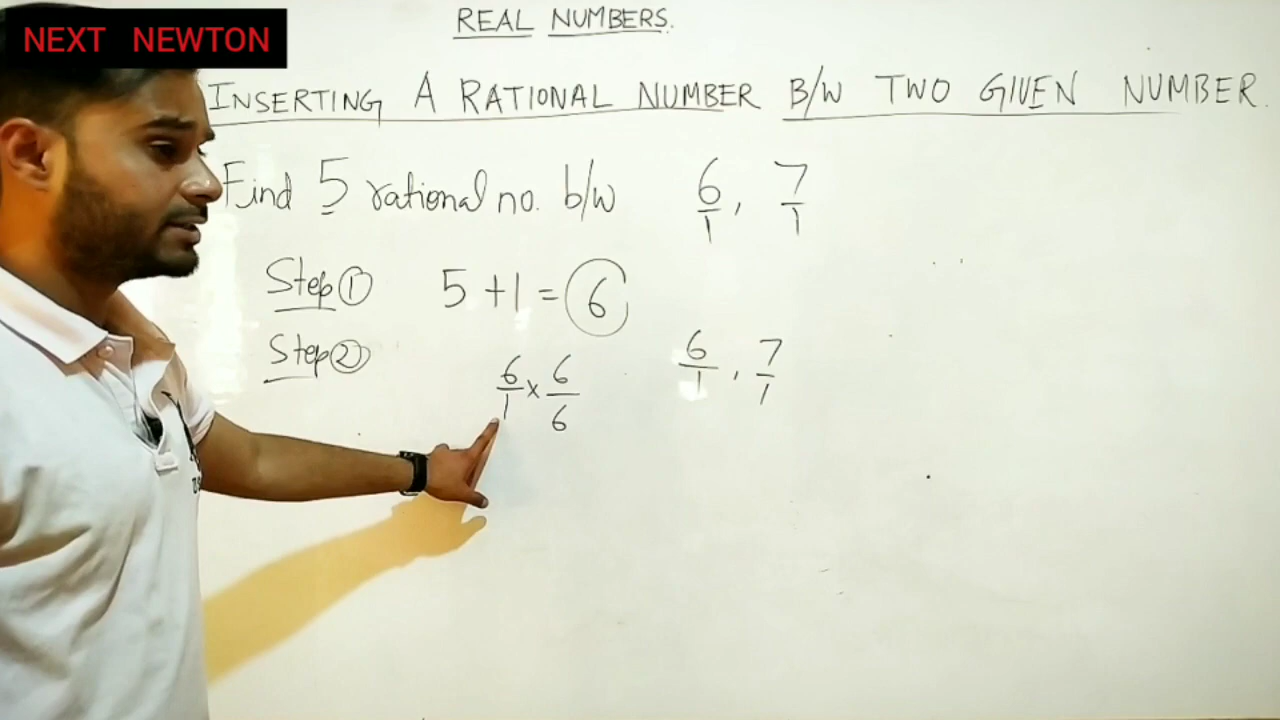 NEXT NEWTON
REAL NUMBERS.
INSERTING A RATIONAL NUMBER B/W TWO GIVEN NUMBER.
Find 5 rational no. b/w 6/1, 7/1
Step ① 5 + 1 = 6
Step ② 6/1 × 6/6 6/1, 7/1